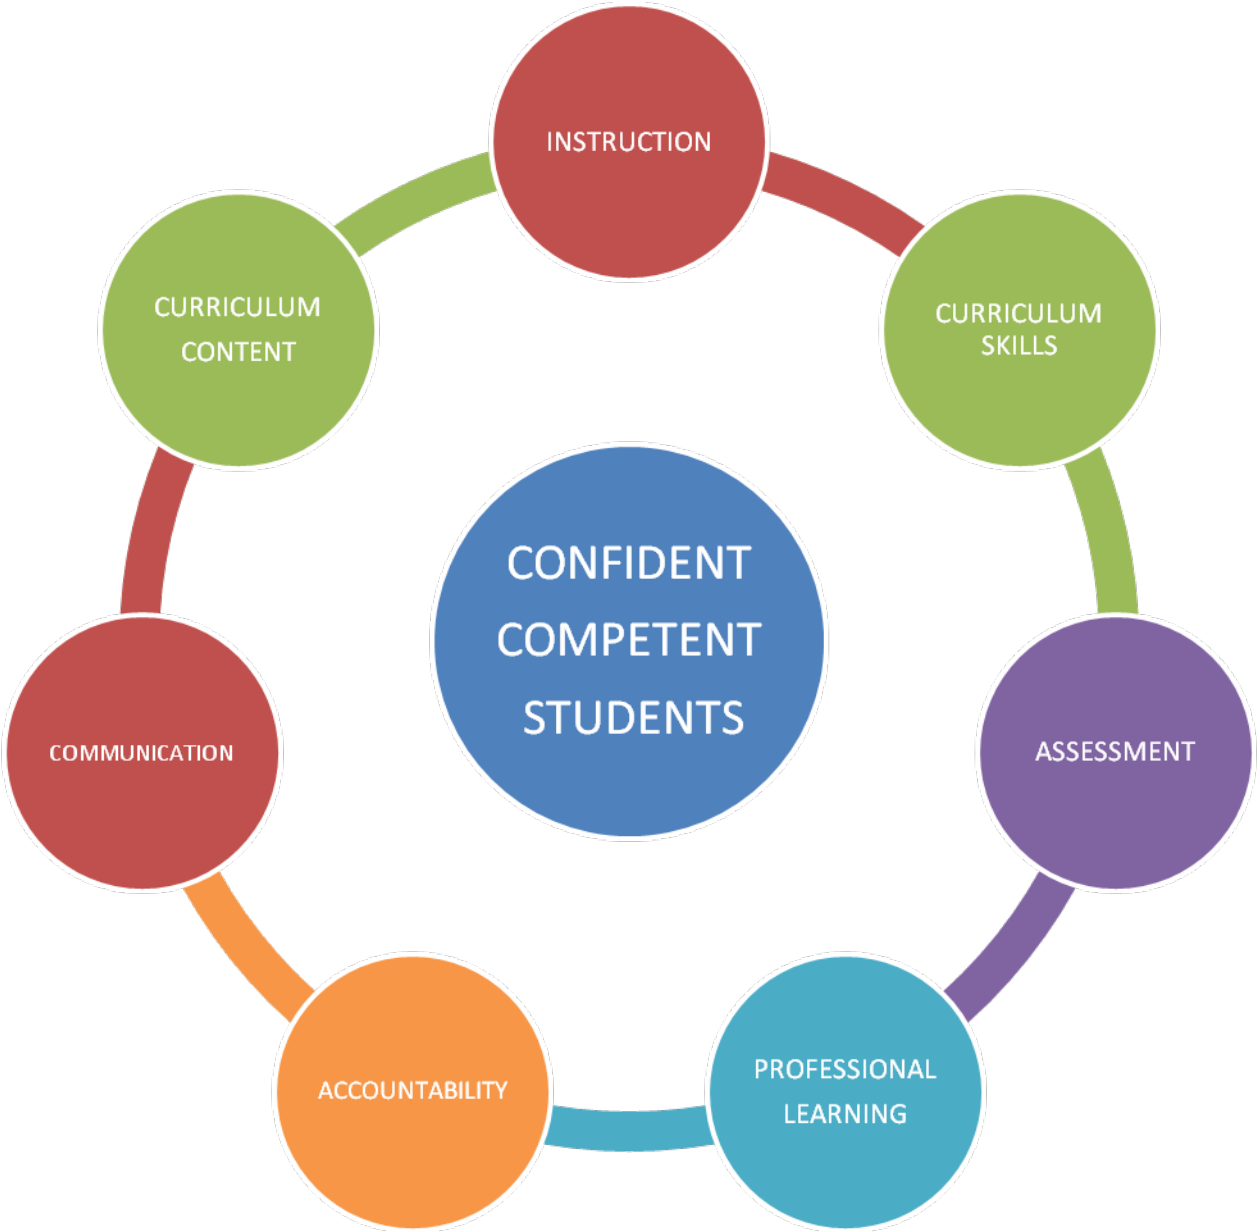 INSTRUCTION
CURRICULUM
SKILLS
ASSESSMENT
PROFESSIONAL
LEARNING
ACCOUNTABILITY
COMMUNICATION
CURRICULUM
CONTENT
CONFIDENT
COMPETENT
STUDENTS